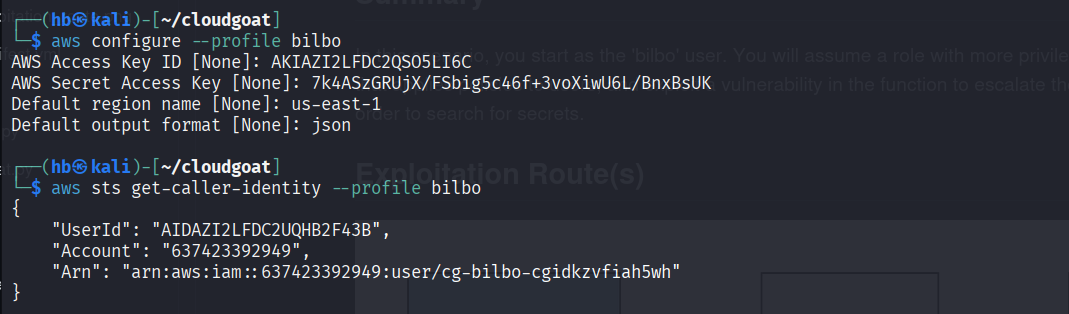 Summary
┌──(hb㉿kali)-[~/cloudgoat]
└─$ aws configure --profile bilbo
, you start as the 'bilbo' user. You will assume a role with more privile
AWS Access Key ID [None]: AKIAZI2LFDC2QSO5LI6C
AWS Secret Access Key [None]: 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
vulnerability in the function to escalate th
Default region name [None]: us-east-1
order to search for secrets.
Default output format [None]: json
┌──(hb㉿kali)-[~/cloudgoat]
Exploitation Route(s)
└─$ aws sts get-caller-identity --profile bilbo
{
"UserId": "AIDAZI2LFDC2UQHB2F43B",
"Account": "637423392949",
"Arn": "arn:aws:iam::637423392949:user/cg-bilbo-cgidkzvfiah5wh"
}